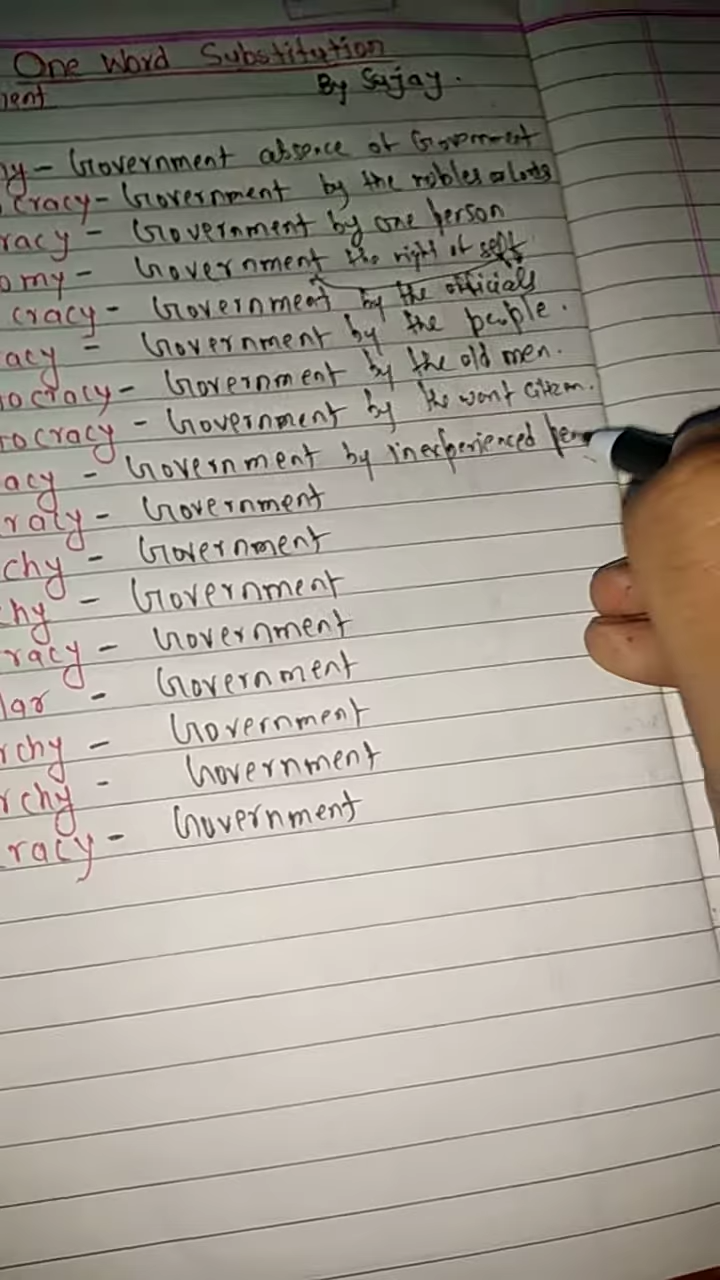 One Word Substitution
ment By Sujay.
ny - Government absence of Government
cracy - Government by the nobles or lords
racy - Government by one person
omy - Government the right of self
cracy - Government by the officials
acy - Government by the people.
ocracy - Government by the old men.
ocracy - Government by the worst citizen.
acy - Government by inexperienced per
racy - Government
chy - Government
hy - Government
racy - Government
lar - Government
rchy - Government
rchy - Government
racy - Government